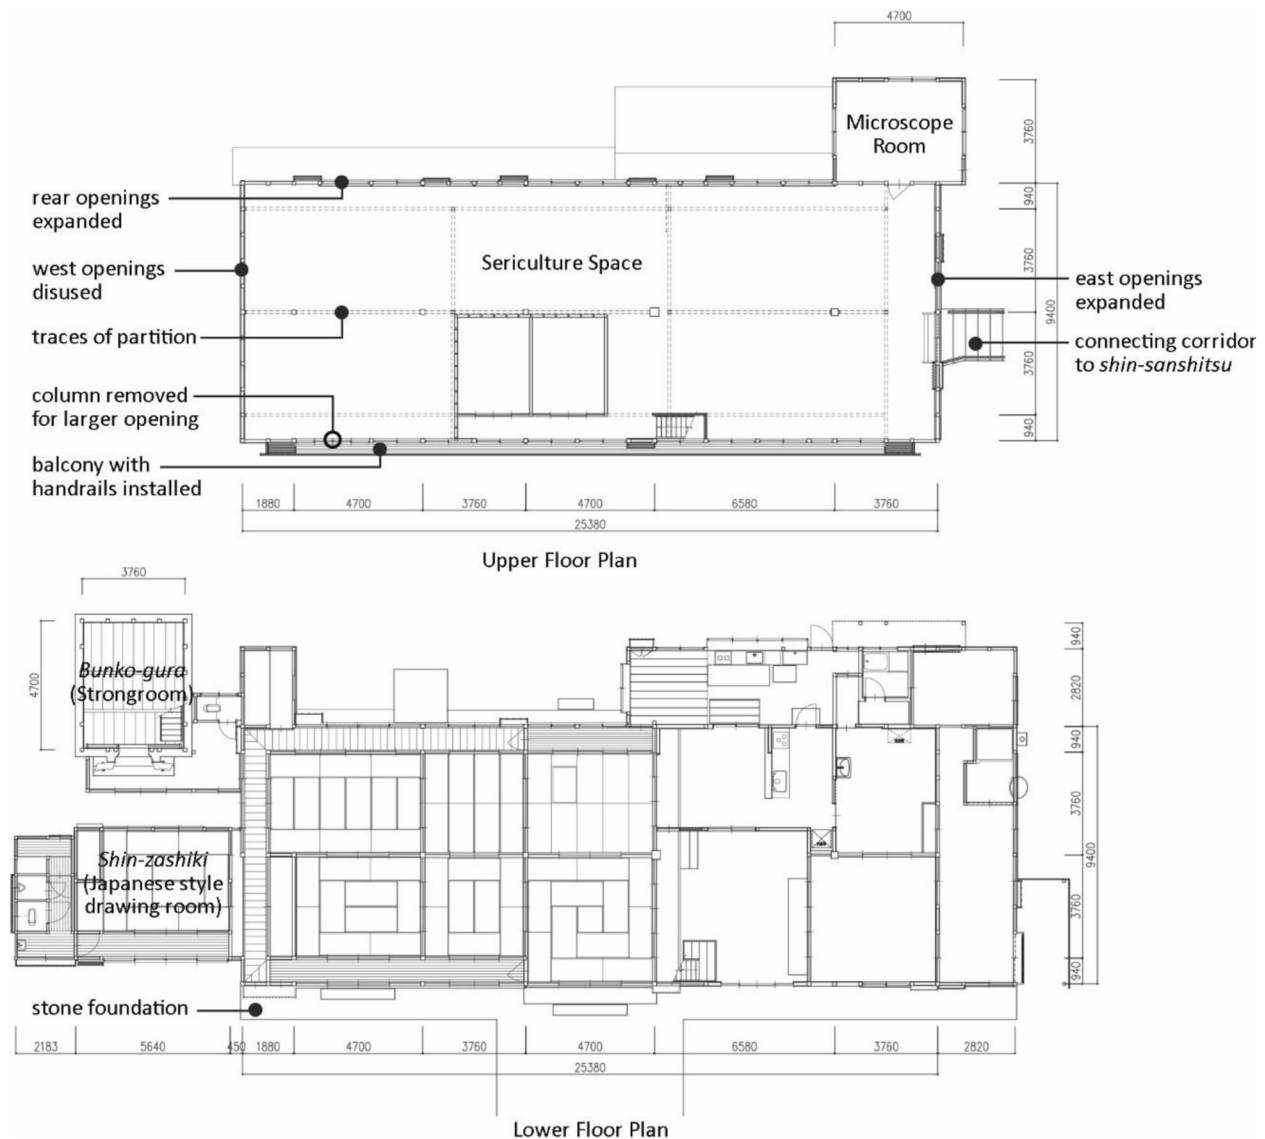 4700
Microscope
Room
3760
rear openings
expanded
940
west openings
disused
Sericulture Space
3760
east openings
expanded
9400
traces of partition
connecting corridor
to shin-sanshitsu
3760
column removed
for larger opening
940
balcony with
handrails installed
1880 4700 3760 4700 6580 3760
25380
Upper Floor Plan
3760
940
4700
Bunko-gura
(Strongroom)
2820
940
3760
9400
Shin-zashiki
(Japanese style
drawing room)
3760
940
stone foundation
2183 5640 450 1880 4700 3760 4700 6580 3760 2820
25380
Lower Floor Plan